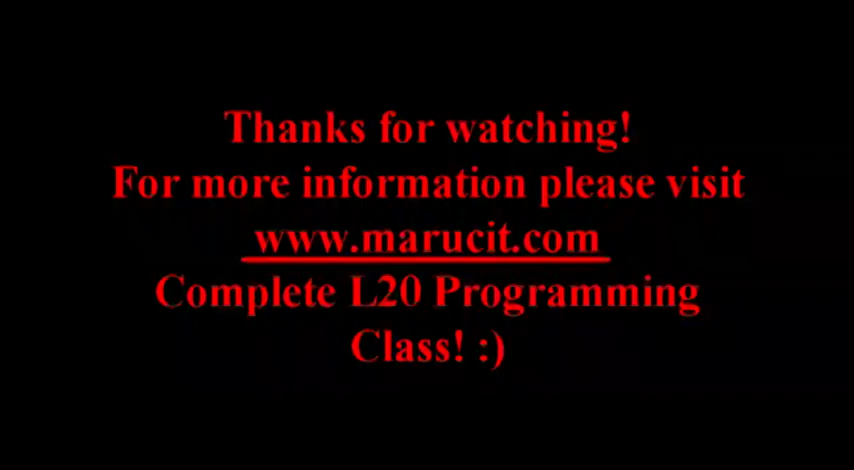 Thanks for watching!
For more information please visit
www.marucit.com
Complete L20 Programming
Class! :)